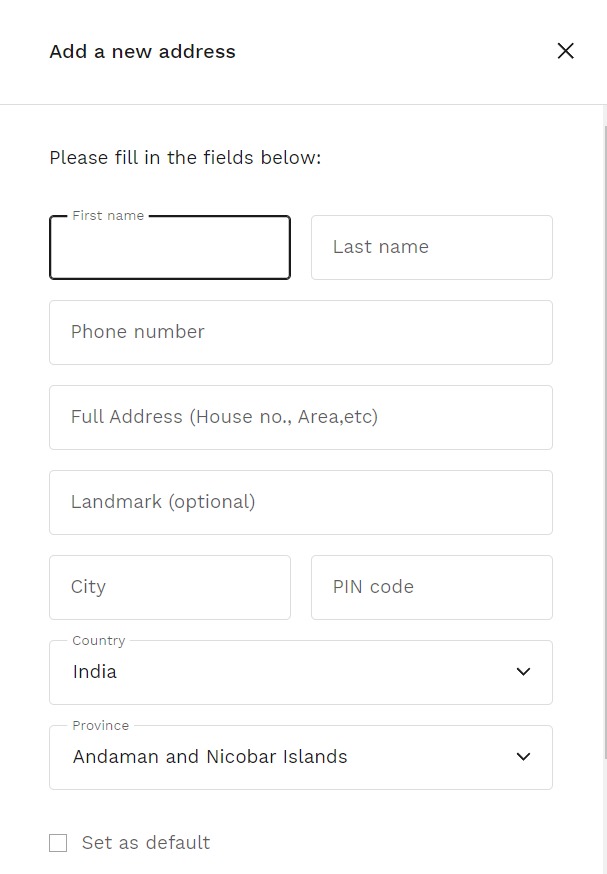 Add a new address
Please fill in the fields below:
First name
Last name
Phone number
Full Address (House no., Area,etc)
Landmark (optional)
City
PIN code
Country
India
Province
Andaman and Nicobar Islands
Set as default